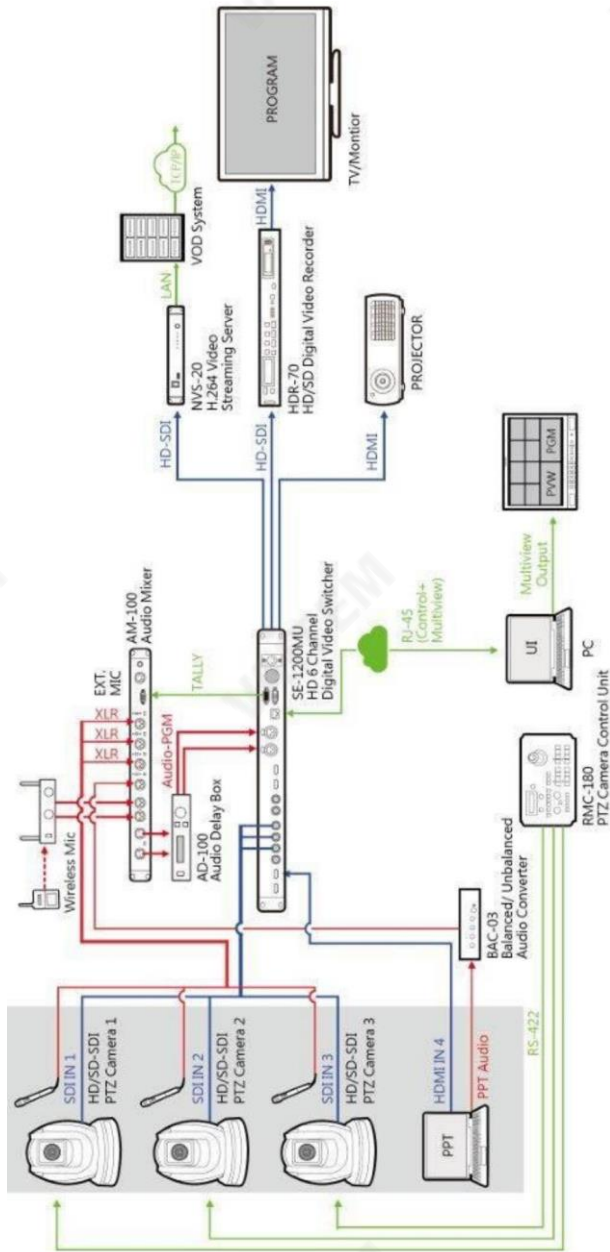 SDI IN 1
HD/SD-SDI
PTZ Camera 1
SDI IN 2
HD/SD-SDI
PTZ Camera 2
SDI IN 3
HD/SD-SDI
PTZ Camera 3
PPT
HDMI IN 4
PPT Audio
RS-422
Wireless Mic
XLR
XLR
XLR
EXT.
MIC
AM-100
Audio Mixer
Audio-PGM
TALLY
AD-100
Audio Delay Box
SE-1200MU
HD 6 Channel
Digital Video Switcher
BAC-03
Balanced/ Unbalanced
Audio Converter
RMC-180
PTZ Camera Control Unit
RJ-45
(Control+
Multiview)
UI
PC
Multiview
Output
PVW
PGM
HD-SDI
NVS-20
H.264 Video
Streaming Server
LAN
VOD System
TCP/IP
HD-SDI
HDR-70
HD/SD Digital Video Recorder
HDMI
PROGRAM
TV/Montior
HDMI
PROJECTOR